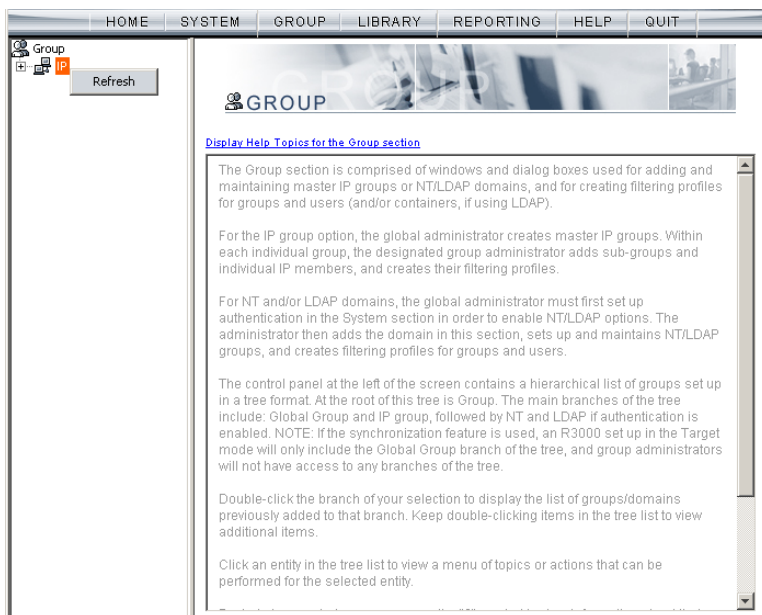 HOME SYSTEM GROUP LIBRARY REPORTING HELP QUIT
Group
IP
Refresh
GROUP
Display Help Topics for the Group section
The Group section is comprised of windows and dialog boxes used for adding and
maintaining master IP groups or NT/LDAP domains, and for creating filtering profiles
for groups and users (and/or containers, if using LDAP).
For the IP group option, the global administrator creates master IP groups. Within
each individual group, the designated group administrator adds sub-groups and
individual IP members, and creates their filtering profiles.
For NT and/or LDAP domains, the global administrator must first set up
authentication in the System section in order to enable NT/LDAP options. The
administrator then adds the domain in this section, sets up and maintains NT/LDAP
groups, and creates filtering profiles for groups and users.
The control panel at the left of the screen contains a hierarchical list of groups set up
in a tree format. At the root of this tree is Group. The main branches of the tree
include: Global Group and IP group, followed by NT and LDAP if authentication is
enabled. NOTE: If the synchronization feature is used, an R3000 set up in the Target
mode will only include the Global Group branch of the tree, and group administrators
will not have access to any branches of the tree.
Double-click the branch of your selection to display the list of groups/domains
previously added to that branch. Keep double-clicking items in the tree list to view
additional items.
Click an entity in the tree list to view a menu of topics or actions that can be
performed for the selected entity.